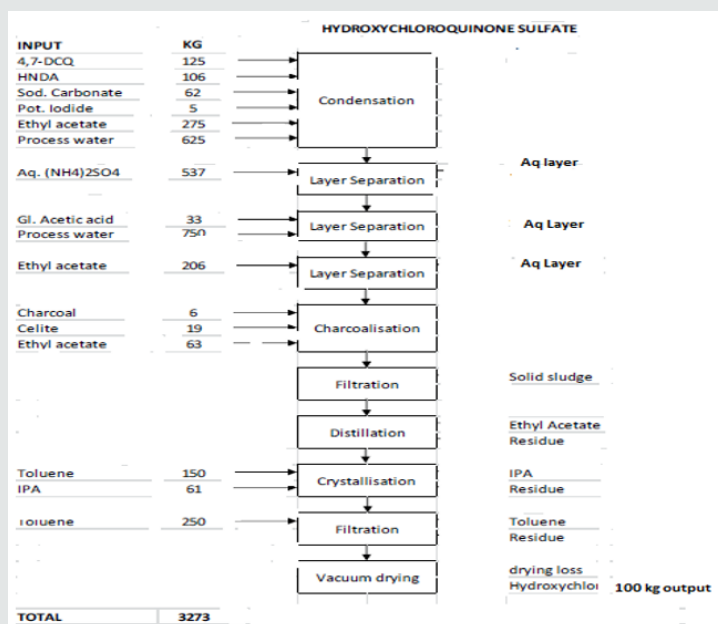 HYDROXYCHLOROQUINONE SULFATE
INPUT KG
4,7-DCQ 125
HNDA 106
Sod. Carbonate 62
Pot. Iodide 5
Ethyl acetate 275
Process water 625
Condensation
Aq. (NH4)2SO4 537
Layer Separation
Aq layer
Gl. Acetic acid 33
Process water 750
Layer Separation
Aq Layer
Ethyl acetate 206
Layer Separation
Aq Layer
Charcoal 6
Celite 19
Ethyl acetate 63
Charcoalisation
Filtration
Solid sludge
Distillation
Ethyl Acetate
Residue
Toluene 150
IPA 61
Crystallisation
IPA
Residue
Toluene 250
Filtration
Toluene
Residue
Vacuum drying
drying loss
Hydroxychlo 100 kg output
TOTAL 3273